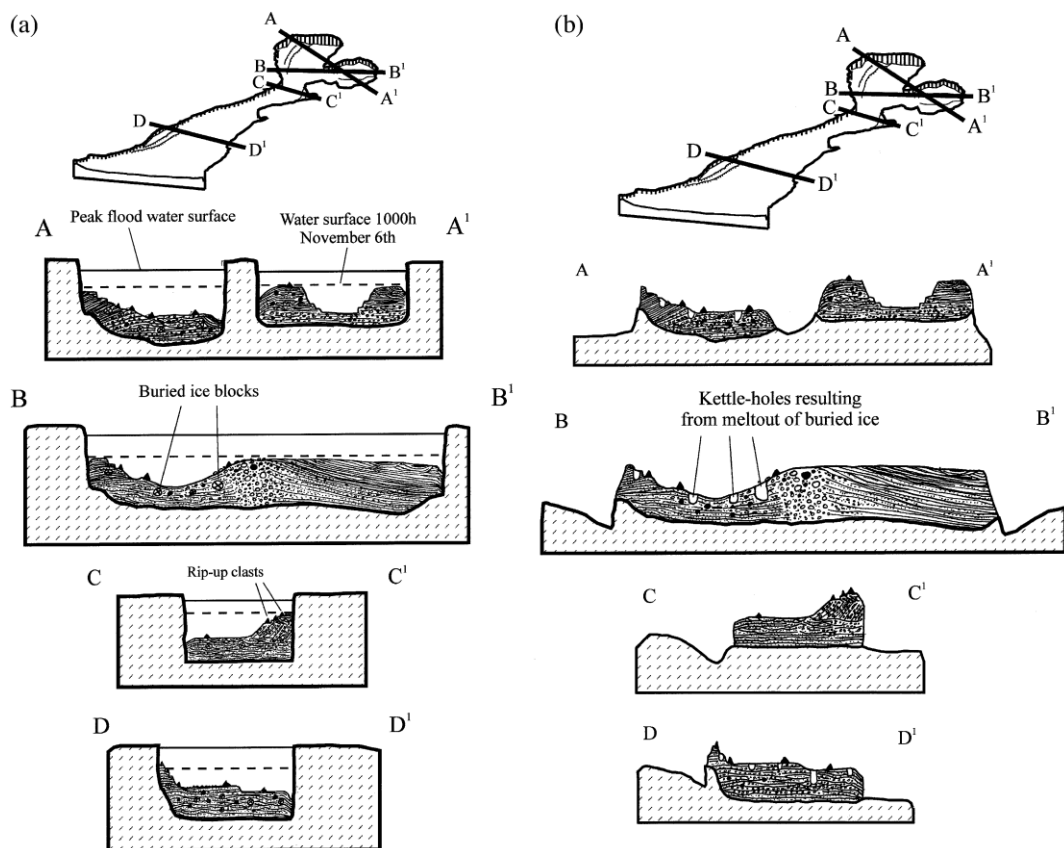 (a)
A
B
B¹
C
A¹
C¹
D
D¹
A
Peak flood water surface
Water surface 1000h
November 6th
A¹
B
Buried ice blocks
B¹
C
Rip-up clasts
C¹
D
D¹
(b)
A
B
B¹
C
A¹
C¹
D
D¹
A
A¹
B
Kettle-holes resulting
from meltout of buried ice
B¹
C
C¹
D
D¹